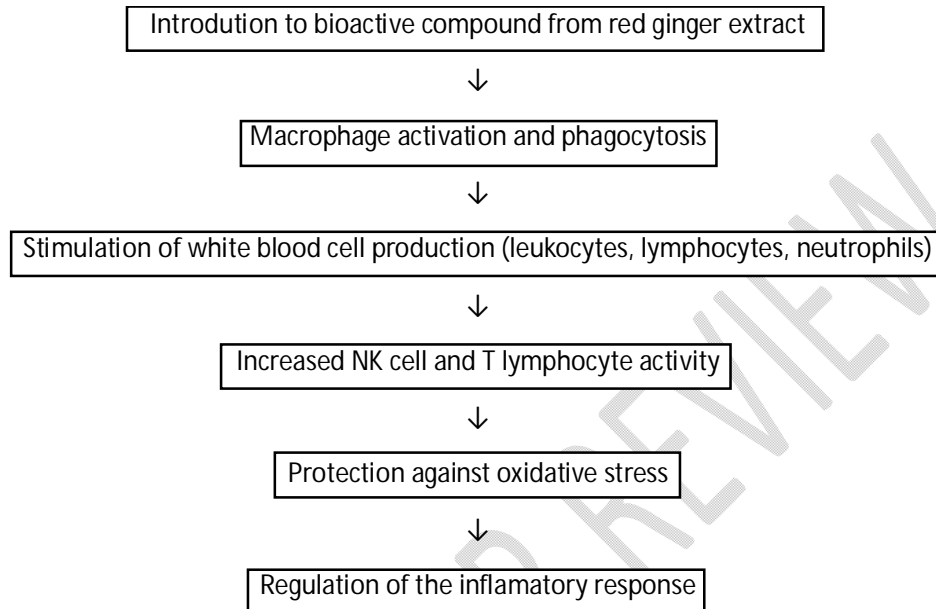 Introdution to bioactive compound from red ginger extract
↓
Macrophage activation and phagocytosis
↓
Stimulation of white blood cell production (leukocytes, lymphocytes, neutrophils)
↓
Increased NK cell and T lymphocyte activity
↓
Protection against oxidative stress
↓
Regulation of the inflamatory response
REVIEW